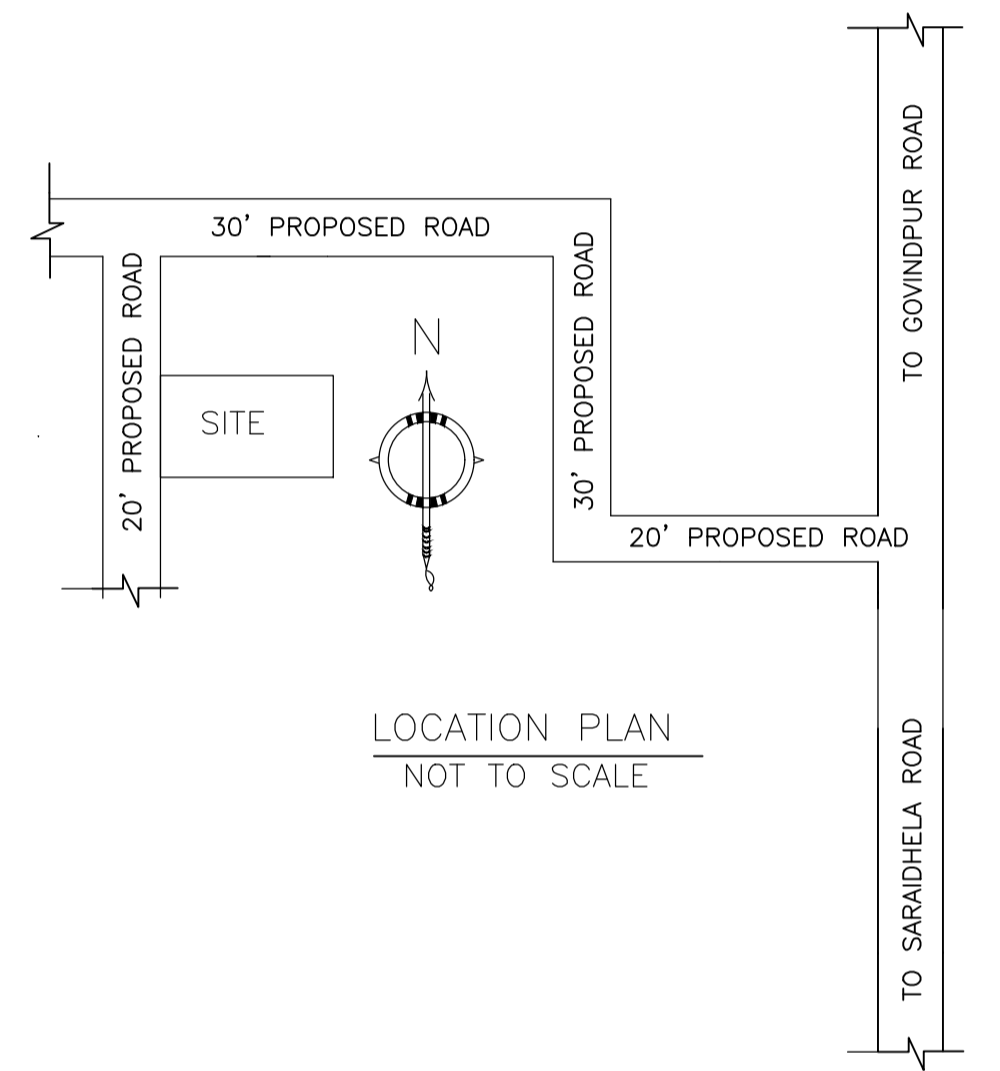 TO GOVINDPUR ROAD
30' PROPOSED ROAD
20' PROPOSED ROAD
30' PROPOSED ROAD
N
SITE
20' PROPOSED ROAD
LOCATION PLAN
NOT TO SCALE
TO SARAIDHELA ROAD